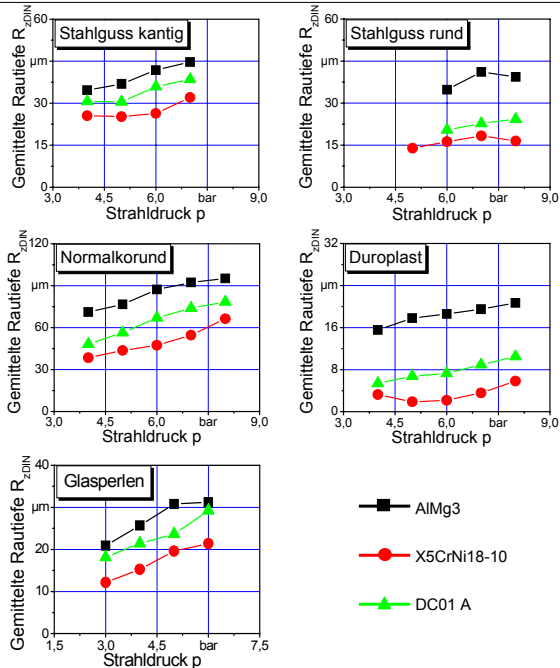 Stahlguss kantig
Gemittelte Rautiefe RzDIN
60
µm
30
15
0
3,0 4,5 6,0 bar 9,0
Strahldruck p
Stahlguss rund
Gemittelte Rautiefe RzDIN
60
µm
30
15
0
3,0 4,5 6,0 bar 9,0
Strahldruck p
Normalkorund
Gemittelte Rautiefe RzDIN
120
µm
60
30
0
3,0 4,5 6,0 bar 9,0
Strahldruck p
Duroplast
Gemittelte Rautiefe RzDIN
32
µm
16
8
0
3,0 4,5 6,0 bar 9,0
Strahldruck p
Glasperlen
Gemittelte Rautiefe RzDIN
40
µm
20
10
0
1,5 3,0 4,5 bar 7,5
Strahldruck p
AlMg3
X5CrNi18-10
DC01 A